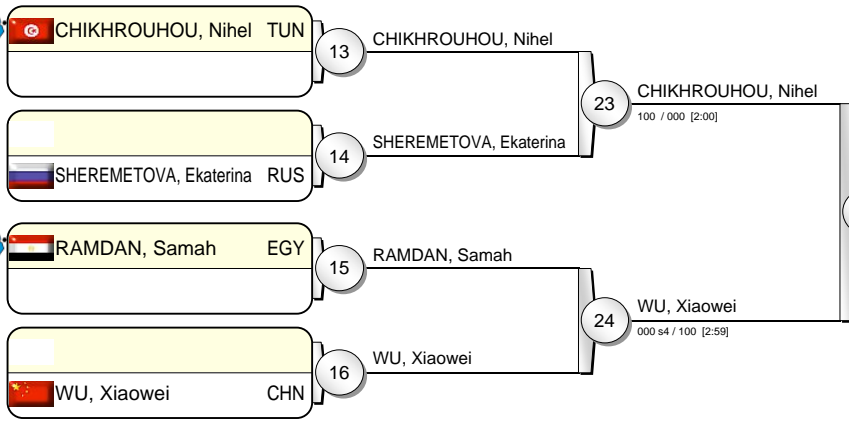 CHIKHROUHOU, Nihel TUN
13
CHIKHROUHOU, Nihel
23
CHIKHROUHOU, Nihel
100 / 000 [2:00]
14
SHEREMETOVA, Ekaterina
SHEREMETOVA, Ekaterina RUS
RAMDAN, Samah EGY
15
RAMDAN, Samah
24
WU, Xiaowei
000 s4 / 100 [2:59]
16
WU, Xiaowei
WU, Xiaowei CHN